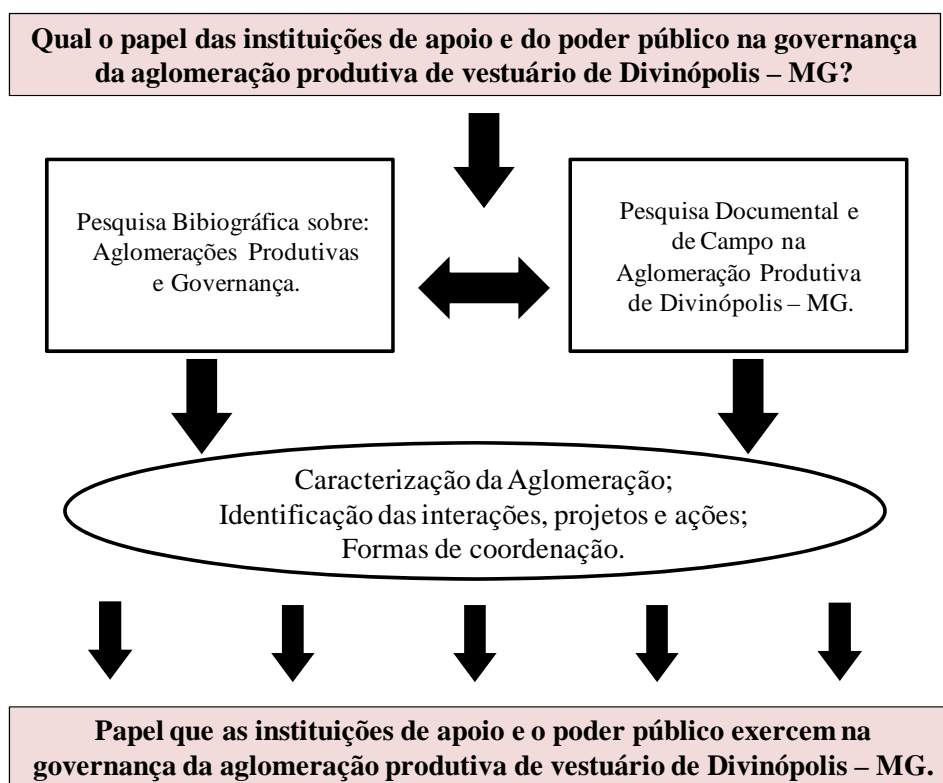 Qual o papel das instituições de apoio e do poder público na governança
da aglomeração produtiva de vestuário de Divinópolis – MG?
Pesquisa Bibiográfica sobre:
Aglomerações Produtivas
e Governança.
Pesquisa Documental e
de Campo na
Aglomeração Produtiva
de Divinópolis – MG.
Caracterização da Aglomeração;
Identificação das interações, projetos e ações;
Formas de coordenação.
Papel que as instituições de apoio e o poder público exercem na
governança da aglomeração produtiva de vestuário de Divinópolis – MG.